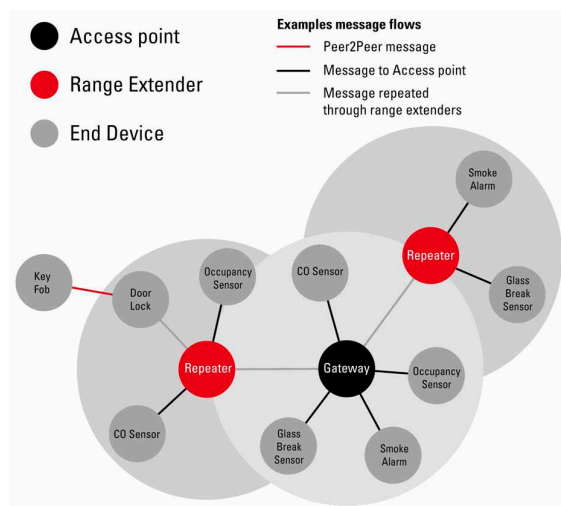 Access point
Range Extender
End Device
Examples message flows
Peer2Peer message
Message to Access point
Message repeated
through range extenders
Smoke
Alarm
Repeater
Glass
Break
Sensor
Key
Fob
Door
Lock
Occupancy
Sensor
CO Sensor
Repeater
Gateway
Occupancy
Sensor
CO Sensor
Glass
Break
Sensor
Smoke
Alarm